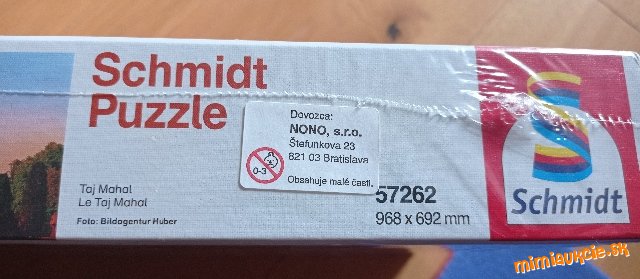 Schmidt
Puzzle
Dovozca:
NONO, s.r.o.
Štefunkova 23
821 03 Bratislava
0-3
Obsahuje malé časti.
Taj Mahal
Le Taj Mahal
Foto: Bildagentur Huber
57262
968 x 692 mm
Schmidt
mimiaukcie.sk